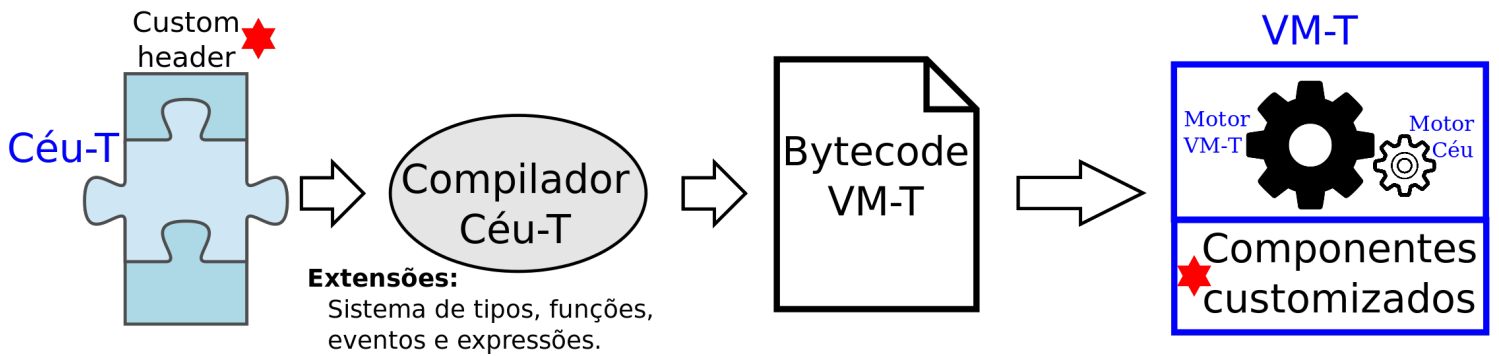 Custom
header
Céu-T
Compilador
Céu-T
Extensões:
Sistema de tipos, funções,
eventos e expressões.
Bytecode
VM-T
VM-T
Motor
VM-T
Motor
Céu
Componentes
customizados